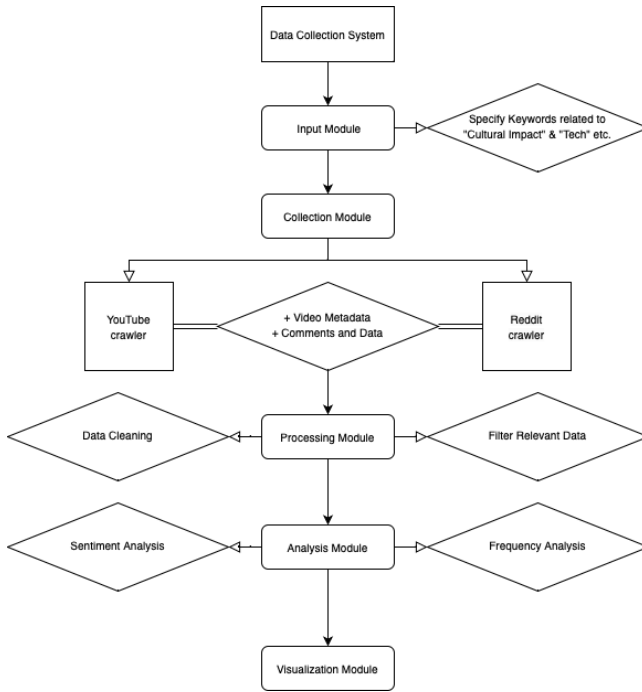 Data Collection System
Input Module
Specify Keywords related to
"Cultural Impact" & "Tech" etc.
Collection Module
YouTube
crawler
+ Video Metadata
+ Comments and Data
Reddit
crawler
Data Cleaning
Processing Module
Filter Relevant Data
Sentiment Analysis
Analysis Module
Frequency Analysis
Visualization Module